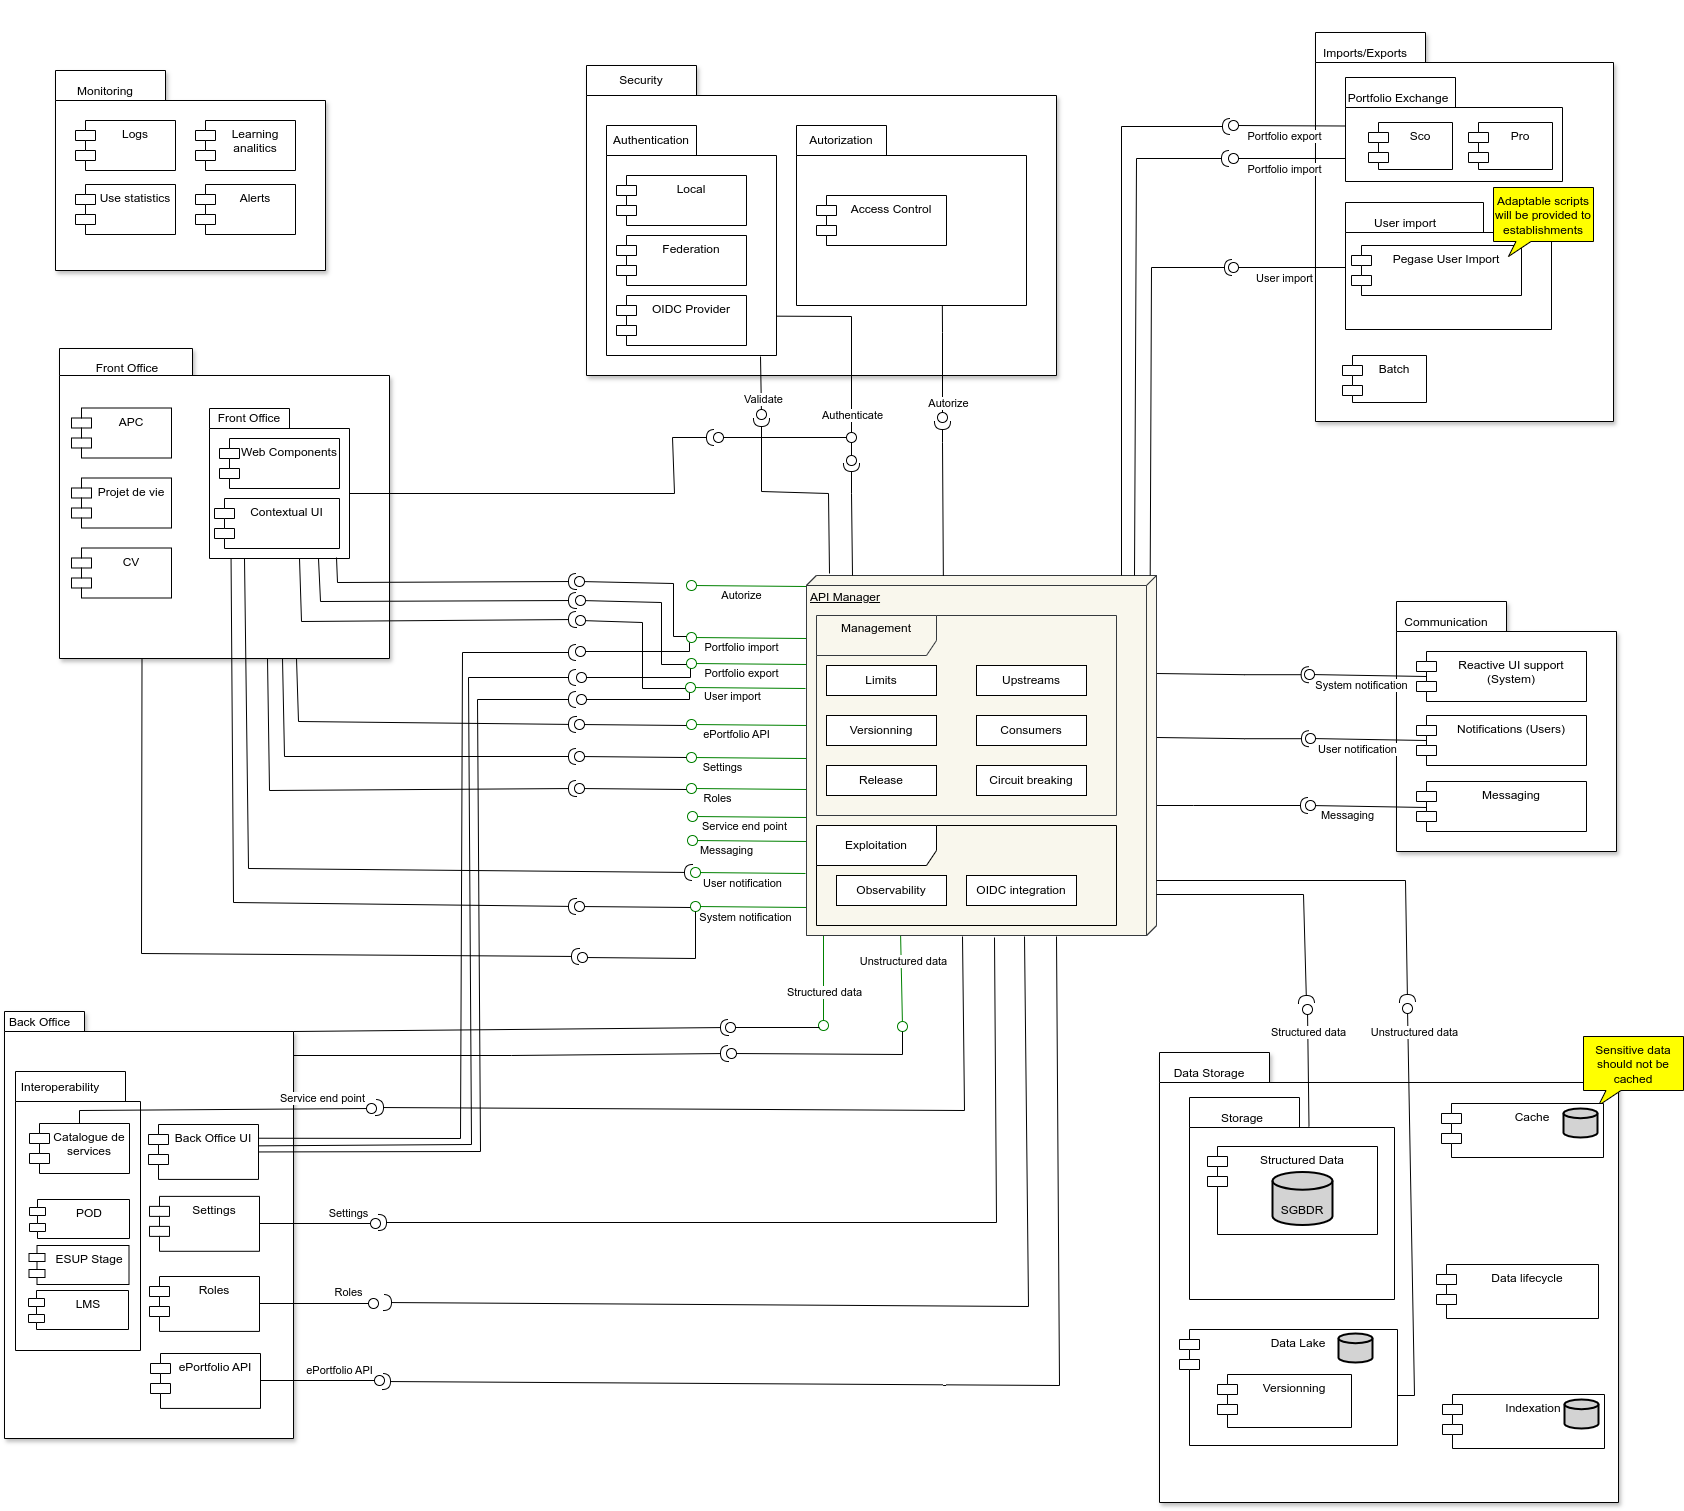 Monitoring
Logs
Learning
analitics
Use statistics
Alerts
Security
Authentication
Local
Federation
OIDC Provider
Autorization
Access Control
Validate
Authenticate
Autorize
Imports/Exports
Portfolio Exchange
Sco
Pro
Portfolio export
Portfolio import
Adaptable scripts
will be provided to
establishments
User import
Pegase User Import
User import
Batch
Front Office
APC
Projet de vie
CV
Front Office
Web Components
Contextual UI
Autorize
Portfolio import
Portfolio export
User import
ePortfolio API
Settings
Roles
Service end point
Messaging
User notification
System notification
API Manager
Management
Limits
Upstreams
Versionning
Consumers
Release
Circuit breaking
Exploitation
Observability
OIDC integration
Communication
Reactive UI support
(System)
Notifications (Users)
Messaging
System notification
User notification
Messaging
Unstructured data
Structured data
Structured data
Unstructured data
Back Office
Interoperability
Catalogue de
services
POD
ESUP Stage
LMS
Back Office UI
Settings
Roles
ePortfolio API
Service end point
Settings
Roles
ePortfolio API
Data Storage
Storage
Structured Data
SGBDR
Data Lake
Versionning
Sensitive data
should not be
cached
Cache
Data lifecycle
Indexation